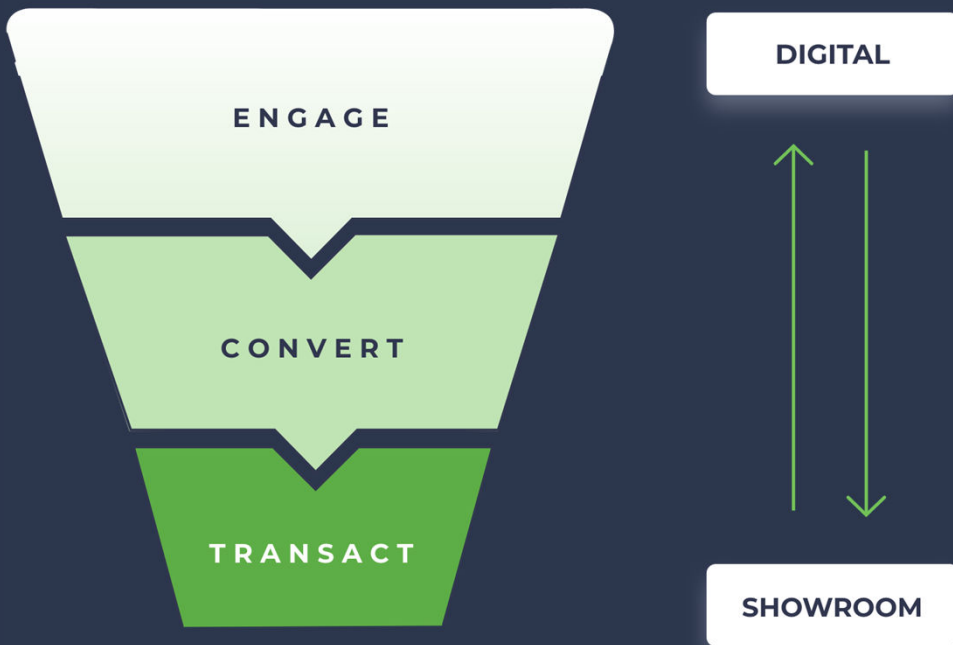 ENGAGE
CONVERT
TRANSACT
DIGITAL
SHOWROOM